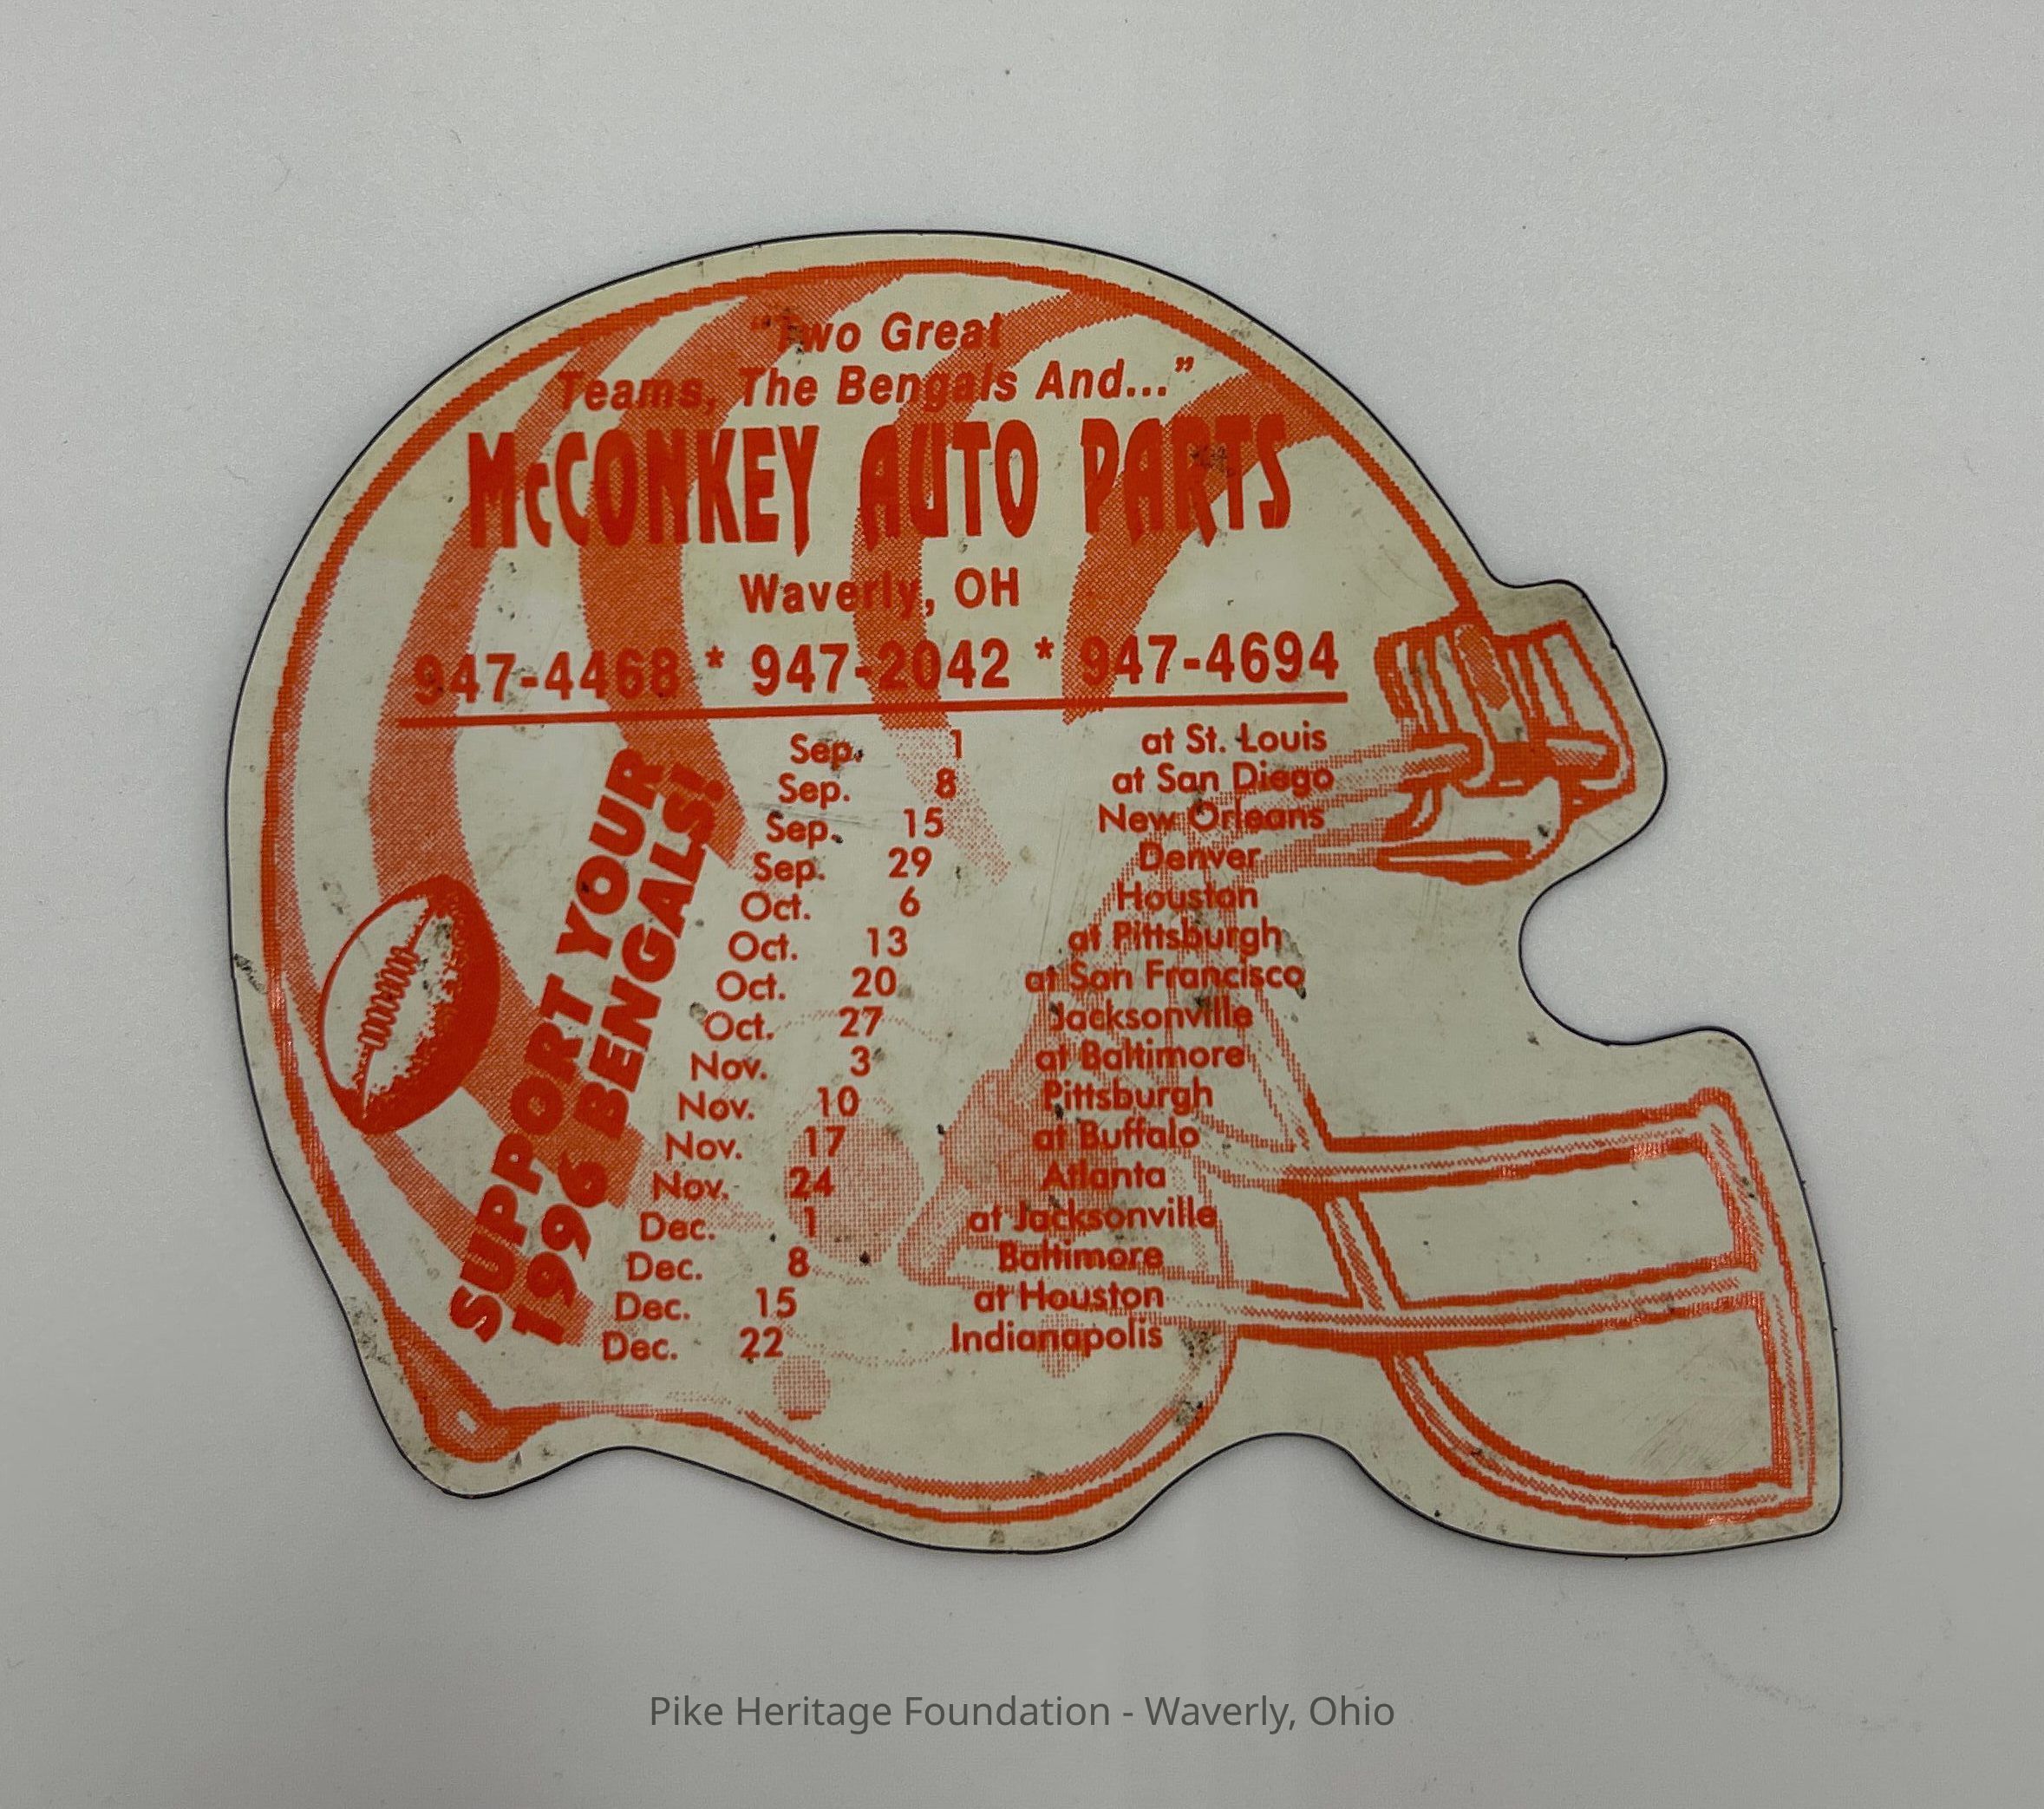 "Two Great
Teams, The Bengals And..."
McCONKEY AUTO PARTS
Waverly, OH
947-4468 * 947-2042 * 947-4694
SUPPORT YOUR
1996 BENGALS!
Sep. 1 at St. Louis
Sep. 8 at San Diego
Sep. 15 New Orleans
Sep. 29 Denver
Oct. 6 Houston
Oct. 13 at Pittsburgh
Oct. 20 at San Francisco
Oct. 27 Jacksonville
Nov. 3 at Baltimore
Nov. 10 Pittsburgh
Nov. 17 at Buffalo
Nov. 24 Atlanta
Dec. 1 at Jacksonville
Dec. 8 Baltimore
Dec. 15 at Houston
Dec. 22 Indianapolis
Pike Heritage Foundation - Waverly, Ohio